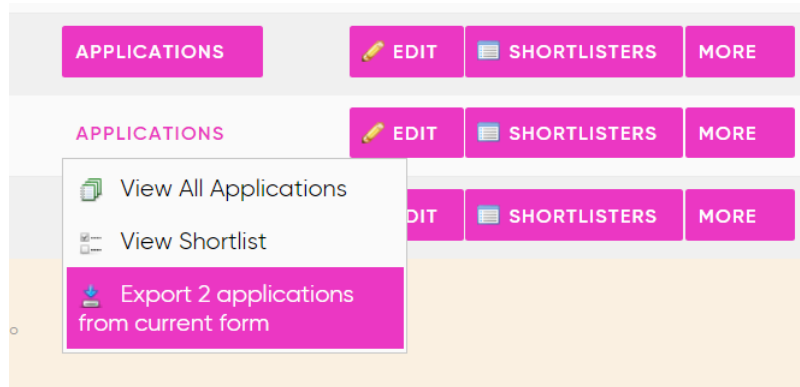 APPLICATIONS EDIT SHORTLISTERS MORE
APPLICATIONS EDIT SHORTLISTERS MORE
View All Applications
DIT SHORTLISTERS MORE
View Shortlist
Export 2 applications
from current form